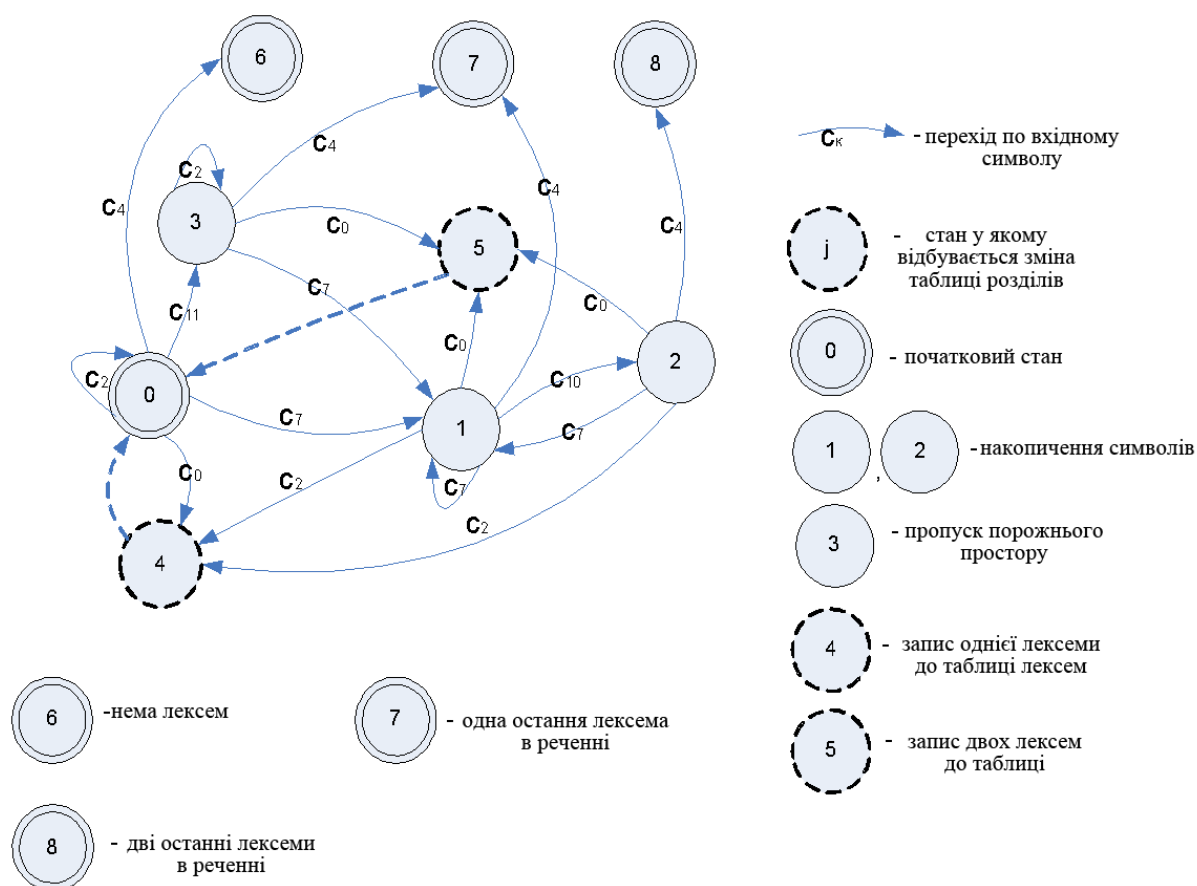 6
7
8
C4
C4
C4
C4
C2
3
C0
5
C7
C11
C0
C0
C2
0
C7
C10
2
1
C7
C0
C2
C7
C2
4
Cк
- перехід по вхідному
символу
j
- стан у якому
відбувається зміна
таблиці розділів
0
- початковий стан
1
,
2
-накопичення символів
3
- пропуск порожнього
простору
4
- запис однієї лексеми
до таблиці лексем
5
- запис двох лексем
до таблиці
6
-нема лексем
7
- одна остання лексема
в реченні
8
- дві останні лексеми
в реченні